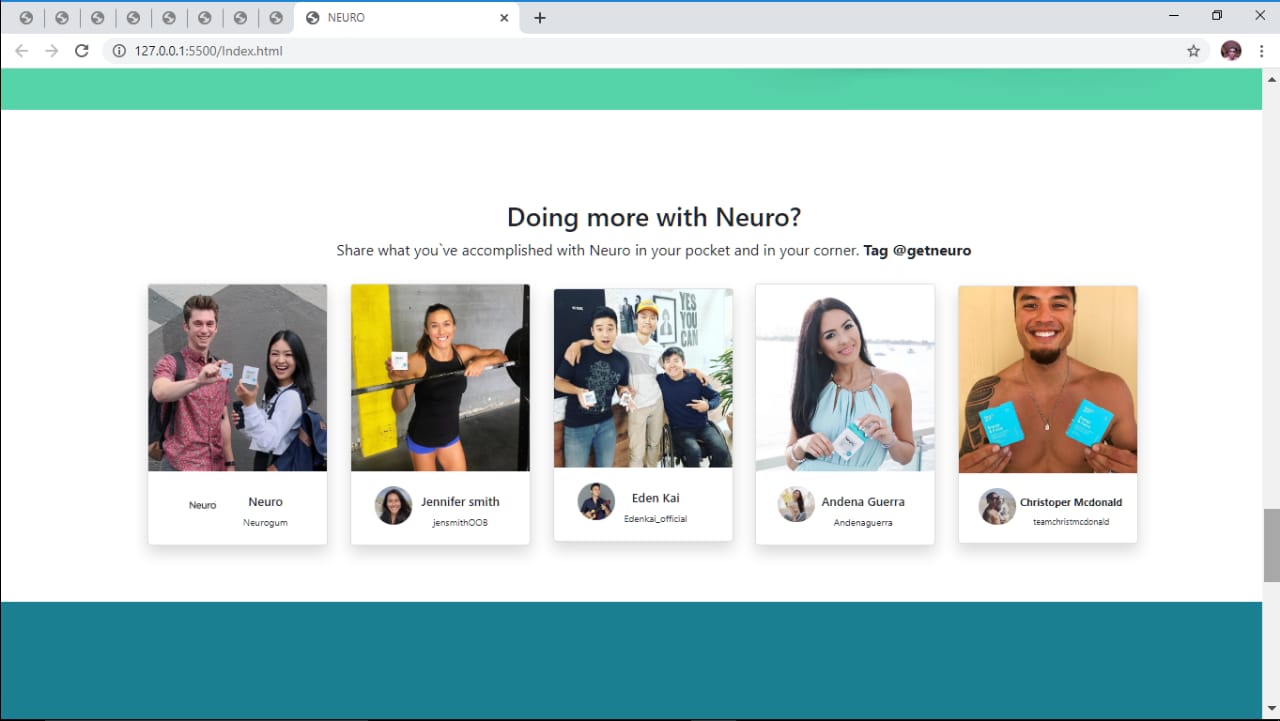 NEURO
127.0.0.1:5500/Index.html
Doing more with Neuro?
Share what you`ve accomplished with Neuro in your pocket and in your corner. Tag @getneuro
YES
YOU
CAN
Neuro
Neuro
Neurogum
Jennifer smith
jensmithOOB
Eden Kai
Edenkai_official
Andena Guerra
Andenaguerra
Christoper Mcdonald
teamchristmcdonald